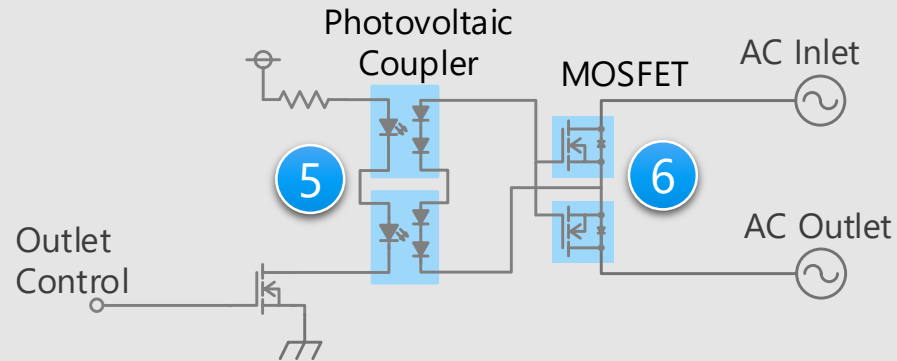 Photovoltaic
Coupler
MOSFET
AC Inlet
5
6
Outlet
Control
AC Outlet